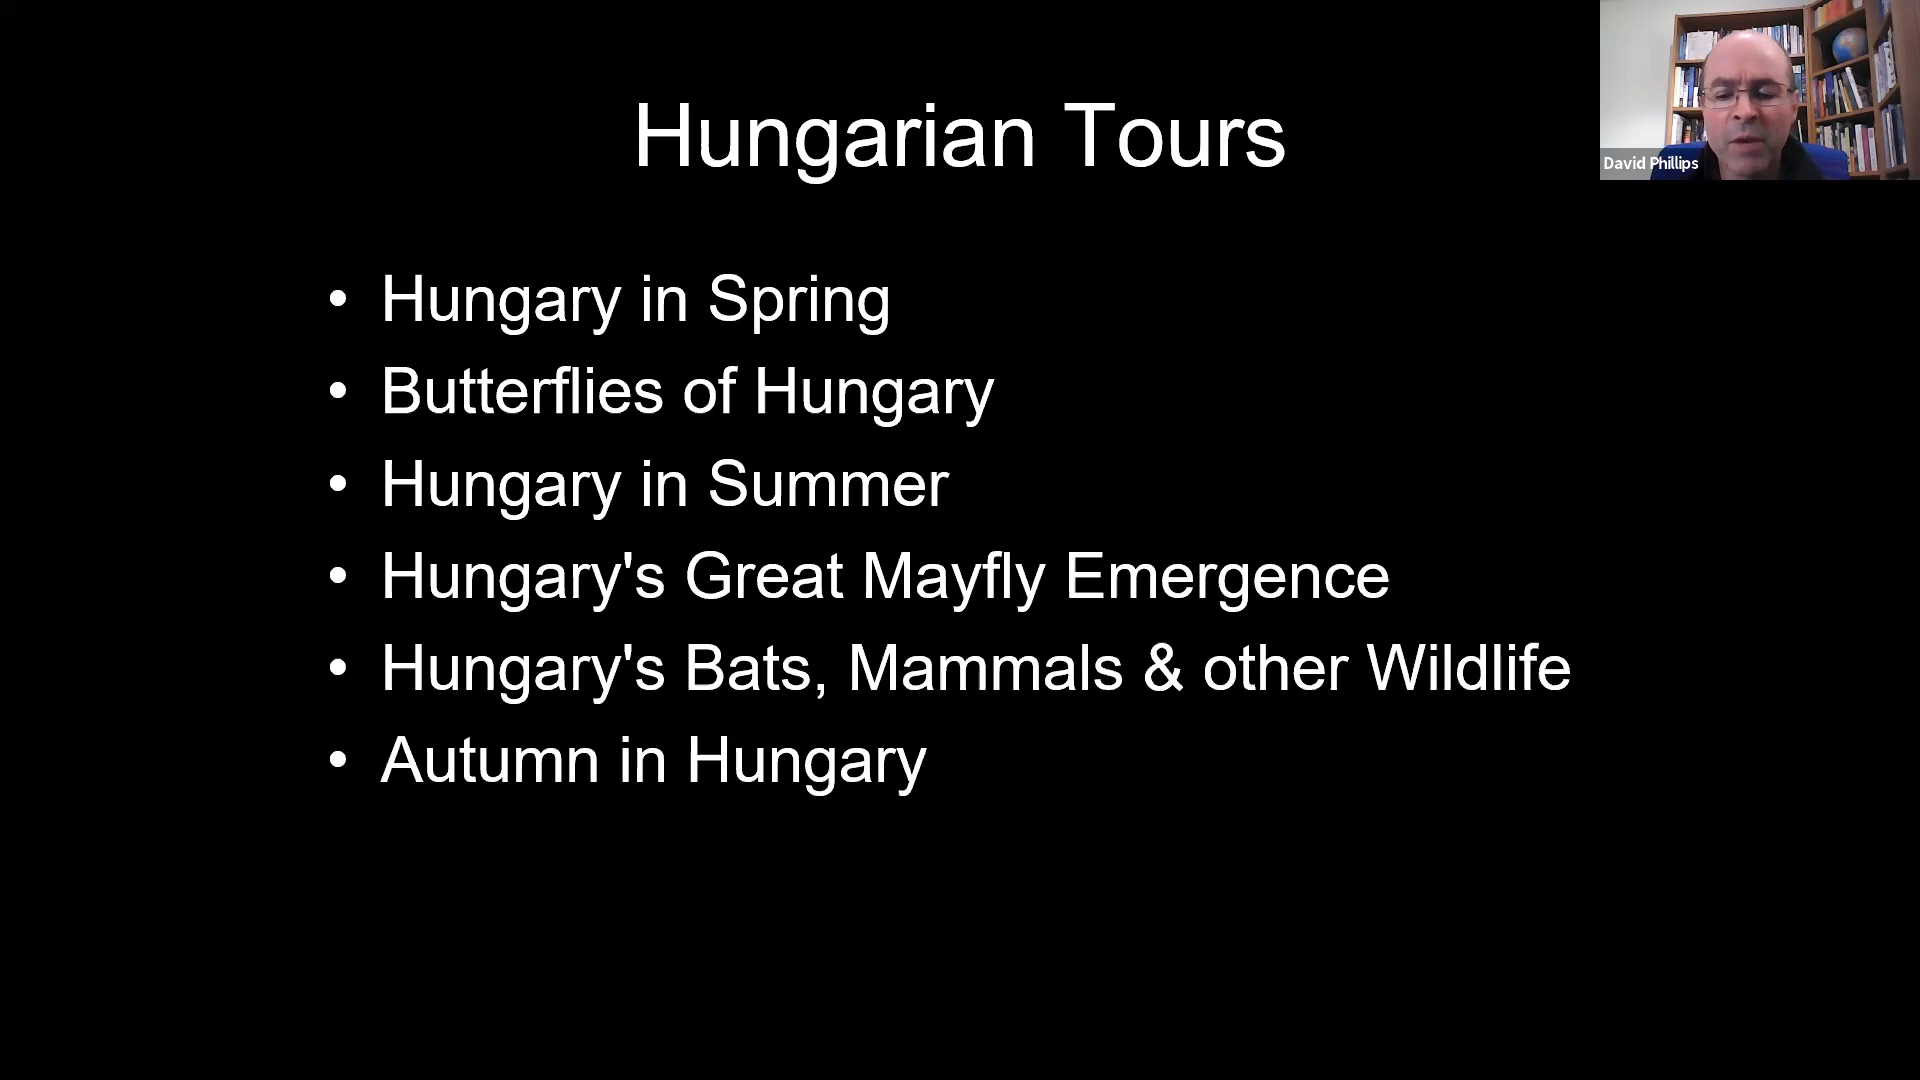 Hungarian Tours
David Phillips
• Hungary in Spring
• Butterflies of Hungary
• Hungary in Summer
• Hungary's Great Mayfly Emergence
• Hungary's Bats, Mammals & other Wildlife
• Autumn in Hungary